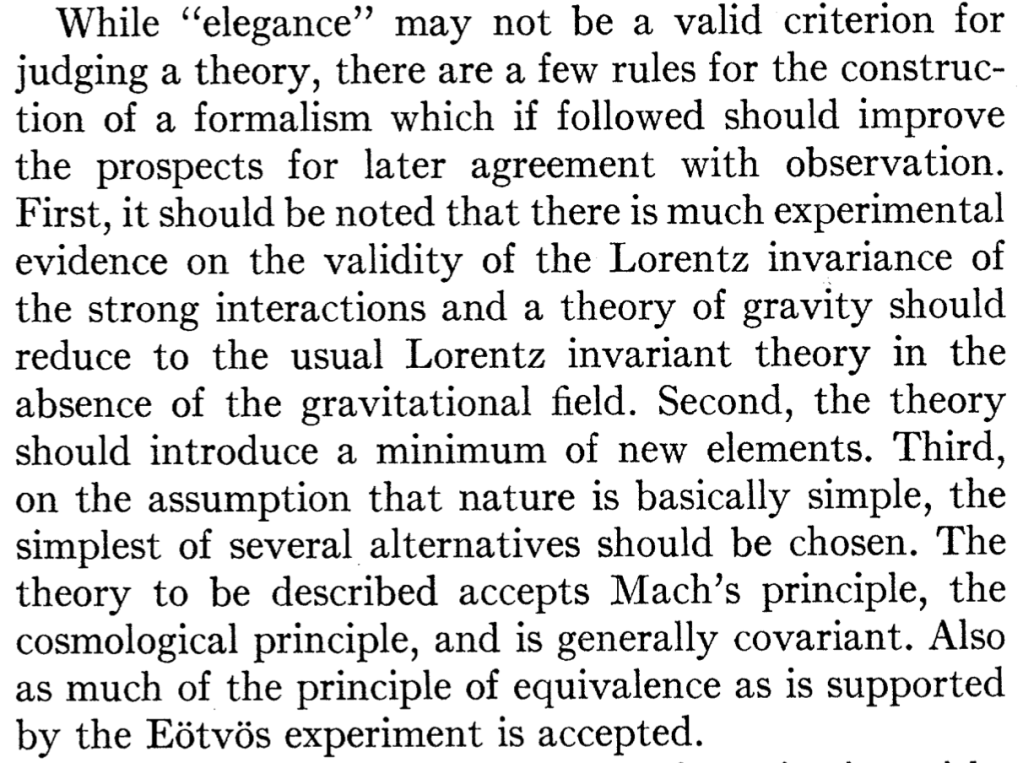 While “elegance” may not be a valid criterion for
judging a theory, there are a few rules for the construc-
tion of a formalism which if followed should improve
the prospects for later agreement with observation.
First, it should be noted that there is much experimental
evidence on the validity of the Lorentz invariance of
the strong interactions and a theory of gravity should
reduce to the usual Lorentz invariant theory in the
absence of the gravitational field. Second, the theory
should introduce a minimum of new elements. Third,
on the assumption that nature is basically simple, the
simplest of several alternatives should be chosen. The
theory to be described accepts Mach’s principle, the
cosmological principle, and is generally covariant. Also
as much of the principle of equivalence as is supported
by the Eötvös experiment is accepted.